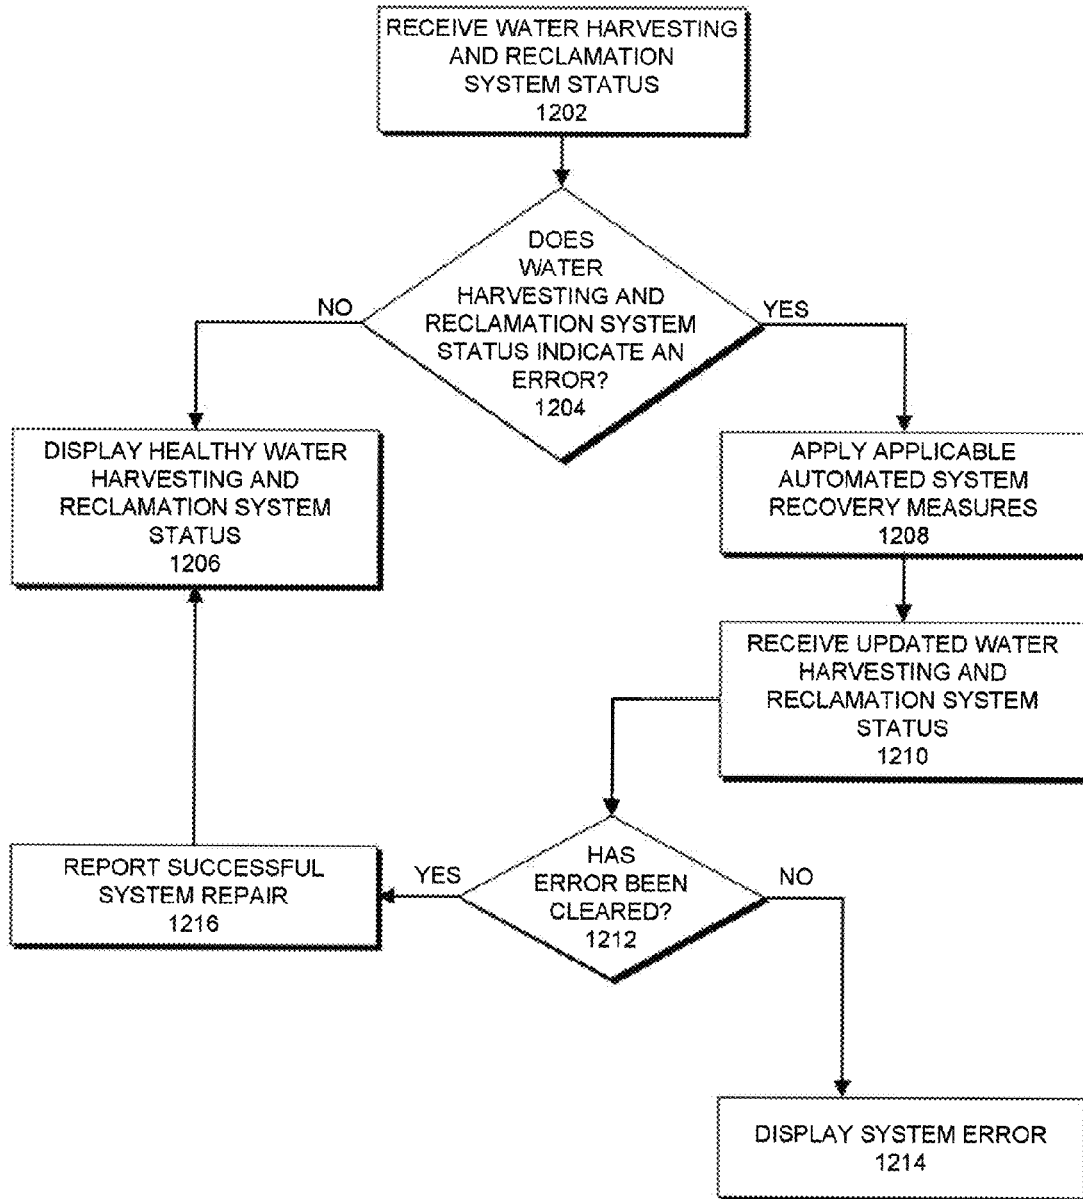 RECEIVE WATER HARVESTING
AND RECLAMATION
SYSTEM STATUS
1202
DOES
WATER
HARVESTING AND
RECLAMATION SYSTEM
STATUS INDICATE AN
ERROR?
1204
NO
YES
DISPLAY HEALTHY WATER
HARVESTING AND
RECLAMATION SYSTEM
STATUS
1206
APPLY APPLICABLE
AUTOMATED SYSTEM
RECOVERY MEASURES
1208
RECEIVE UPDATED WATER
HARVESTING AND
RECLAMATION SYSTEM
STATUS
1210
HAS
ERROR BEEN
CLEARED?
1212
YES
NO
REPORT SUCCESSFUL
SYSTEM REPAIR
1216
DISPLAY SYSTEM ERROR
1214